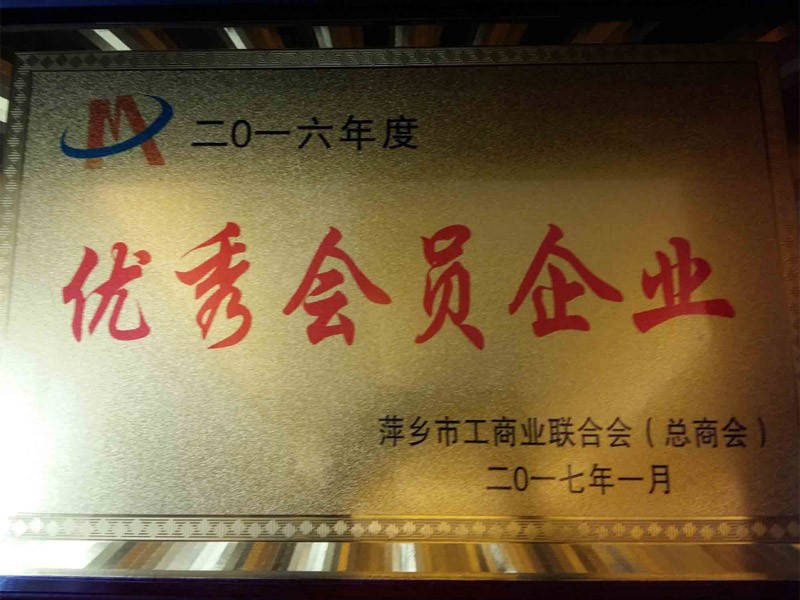 二0一六年度
优秀会员企业
萍乡市工商业联合会（总商会）
二0一七年一月